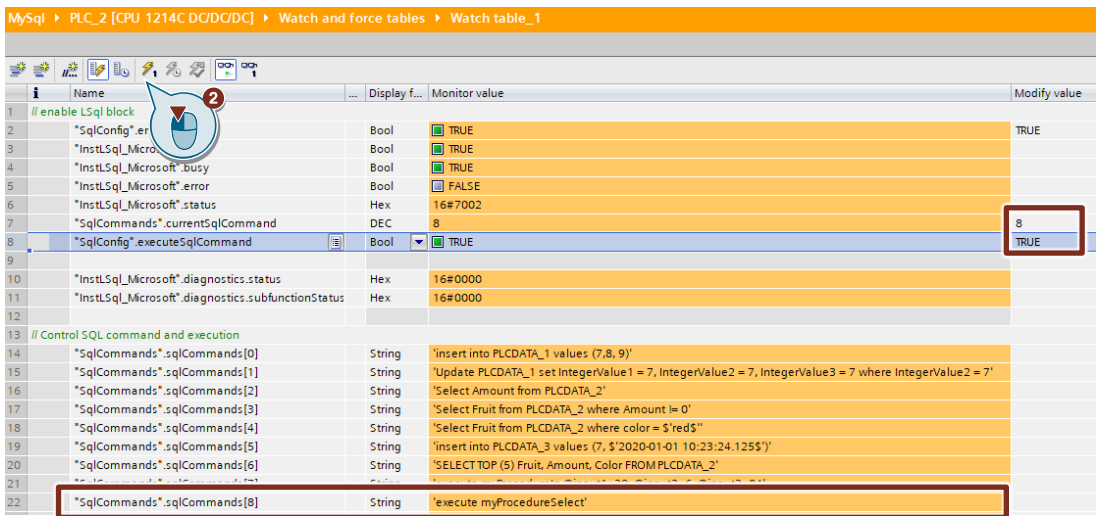 MySql ▸ PLC_2 [CPU 1214C DC/DC/DC] ▸ Watch and force tables ▸ Watch table_1
i Name ... Display f... Monitor value Modify value
1 // enable LSql block
2 "SqlConfig".er Bool TRUE TRUE
3 "InstLSql_Micros Bool TRUE
4 "InstLSql_Microsoft".busy Bool TRUE
5 "InstLSql_Microsoft".error Bool FALSE
6 "InstLSql_Microsoft".status Hex 16#7002
7 "SqlCommands".currentSqlCommand DEC 8 8
8 "SqlConfig".executeSqlCommand Bool TRUE TRUE
9
10 "InstLSql_Microsoft".diagnostics.status Hex 16#0000
11 "InstLSql_Microsoft".diagnostics.subfunctionStatus Hex 16#0000
12
13 // Control SQL command and execution
14 "SqlCommands".sqlCommands[0] String 'insert into PLCDATA_1 values (7,8, 9)'
15 "SqlCommands".sqlCommands[1] String 'Update PLCDATA_1 set IntegerValue1 = 7, IntegerValue2 = 7, IntegerValue3 = 7 where IntegerValue2 = 7'
16 "SqlCommands".sqlCommands[2] String 'Select Amount from PLCDATA_2'
17 "SqlCommands".sqlCommands[3] String 'Select Fruit from PLCDATA_2 where Amount != 0'
18 "SqlCommands".sqlCommands[4] String 'Select Fruit from PLCDATA_2 where color = $'red$''
19 "SqlCommands".sqlCommands[5] String 'insert into PLCDATA_3 values (7, $'2020-01-01 10:23:24.125$')'
20 "SqlCommands".sqlCommands[6] String 'SELECT TOP (5) Fruit, Amount, Color FROM PLCDATA_2'
21 String
22 "SqlCommands".sqlCommands[8] String 'execute myProcedureSelect'
2